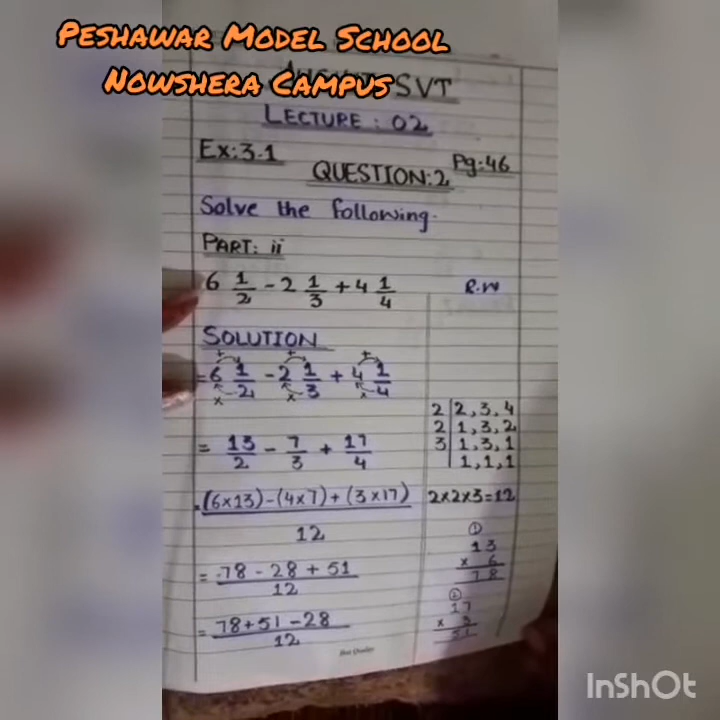 PESHAWAR MODEL SCHOOL
NOWSHERA CAMPUS
SVT
LECTURE : 02
Ex:3.1
Pg:46
QUESTION:2
Solve the following.
PART: ii
6 1/2 - 2 1/3 + 4 1/4
R.W
SOLUTION
= 6 1/2 - 2 1/3 + 4 1/4
= 13/2 - 7/3 + 17/4
(6×13)-(4×7)+(3×17)
12
= 78 - 28 + 51
12
= 78+51-28
12
2 | 2, 3, 4
2 | 1, 3, 2
3 | 1, 3, 1
1, 1, 1
2×2×3=12
①
13
× 6
78
②
17
× 3
51
InShOt